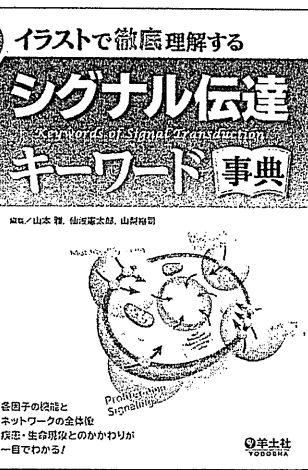 イラストで徹底理解する
シグナル伝達
Keywords of Signal Transduction
キーワード
事典
編集/山本 雅, 仙波憲太郎, 山梨裕司
Proliferation
Signaling
各因子の機能と
ネットワークの全体像
疾患・生命現象とのかかわりが
一目でわかる!
羊土社
YODOSHA